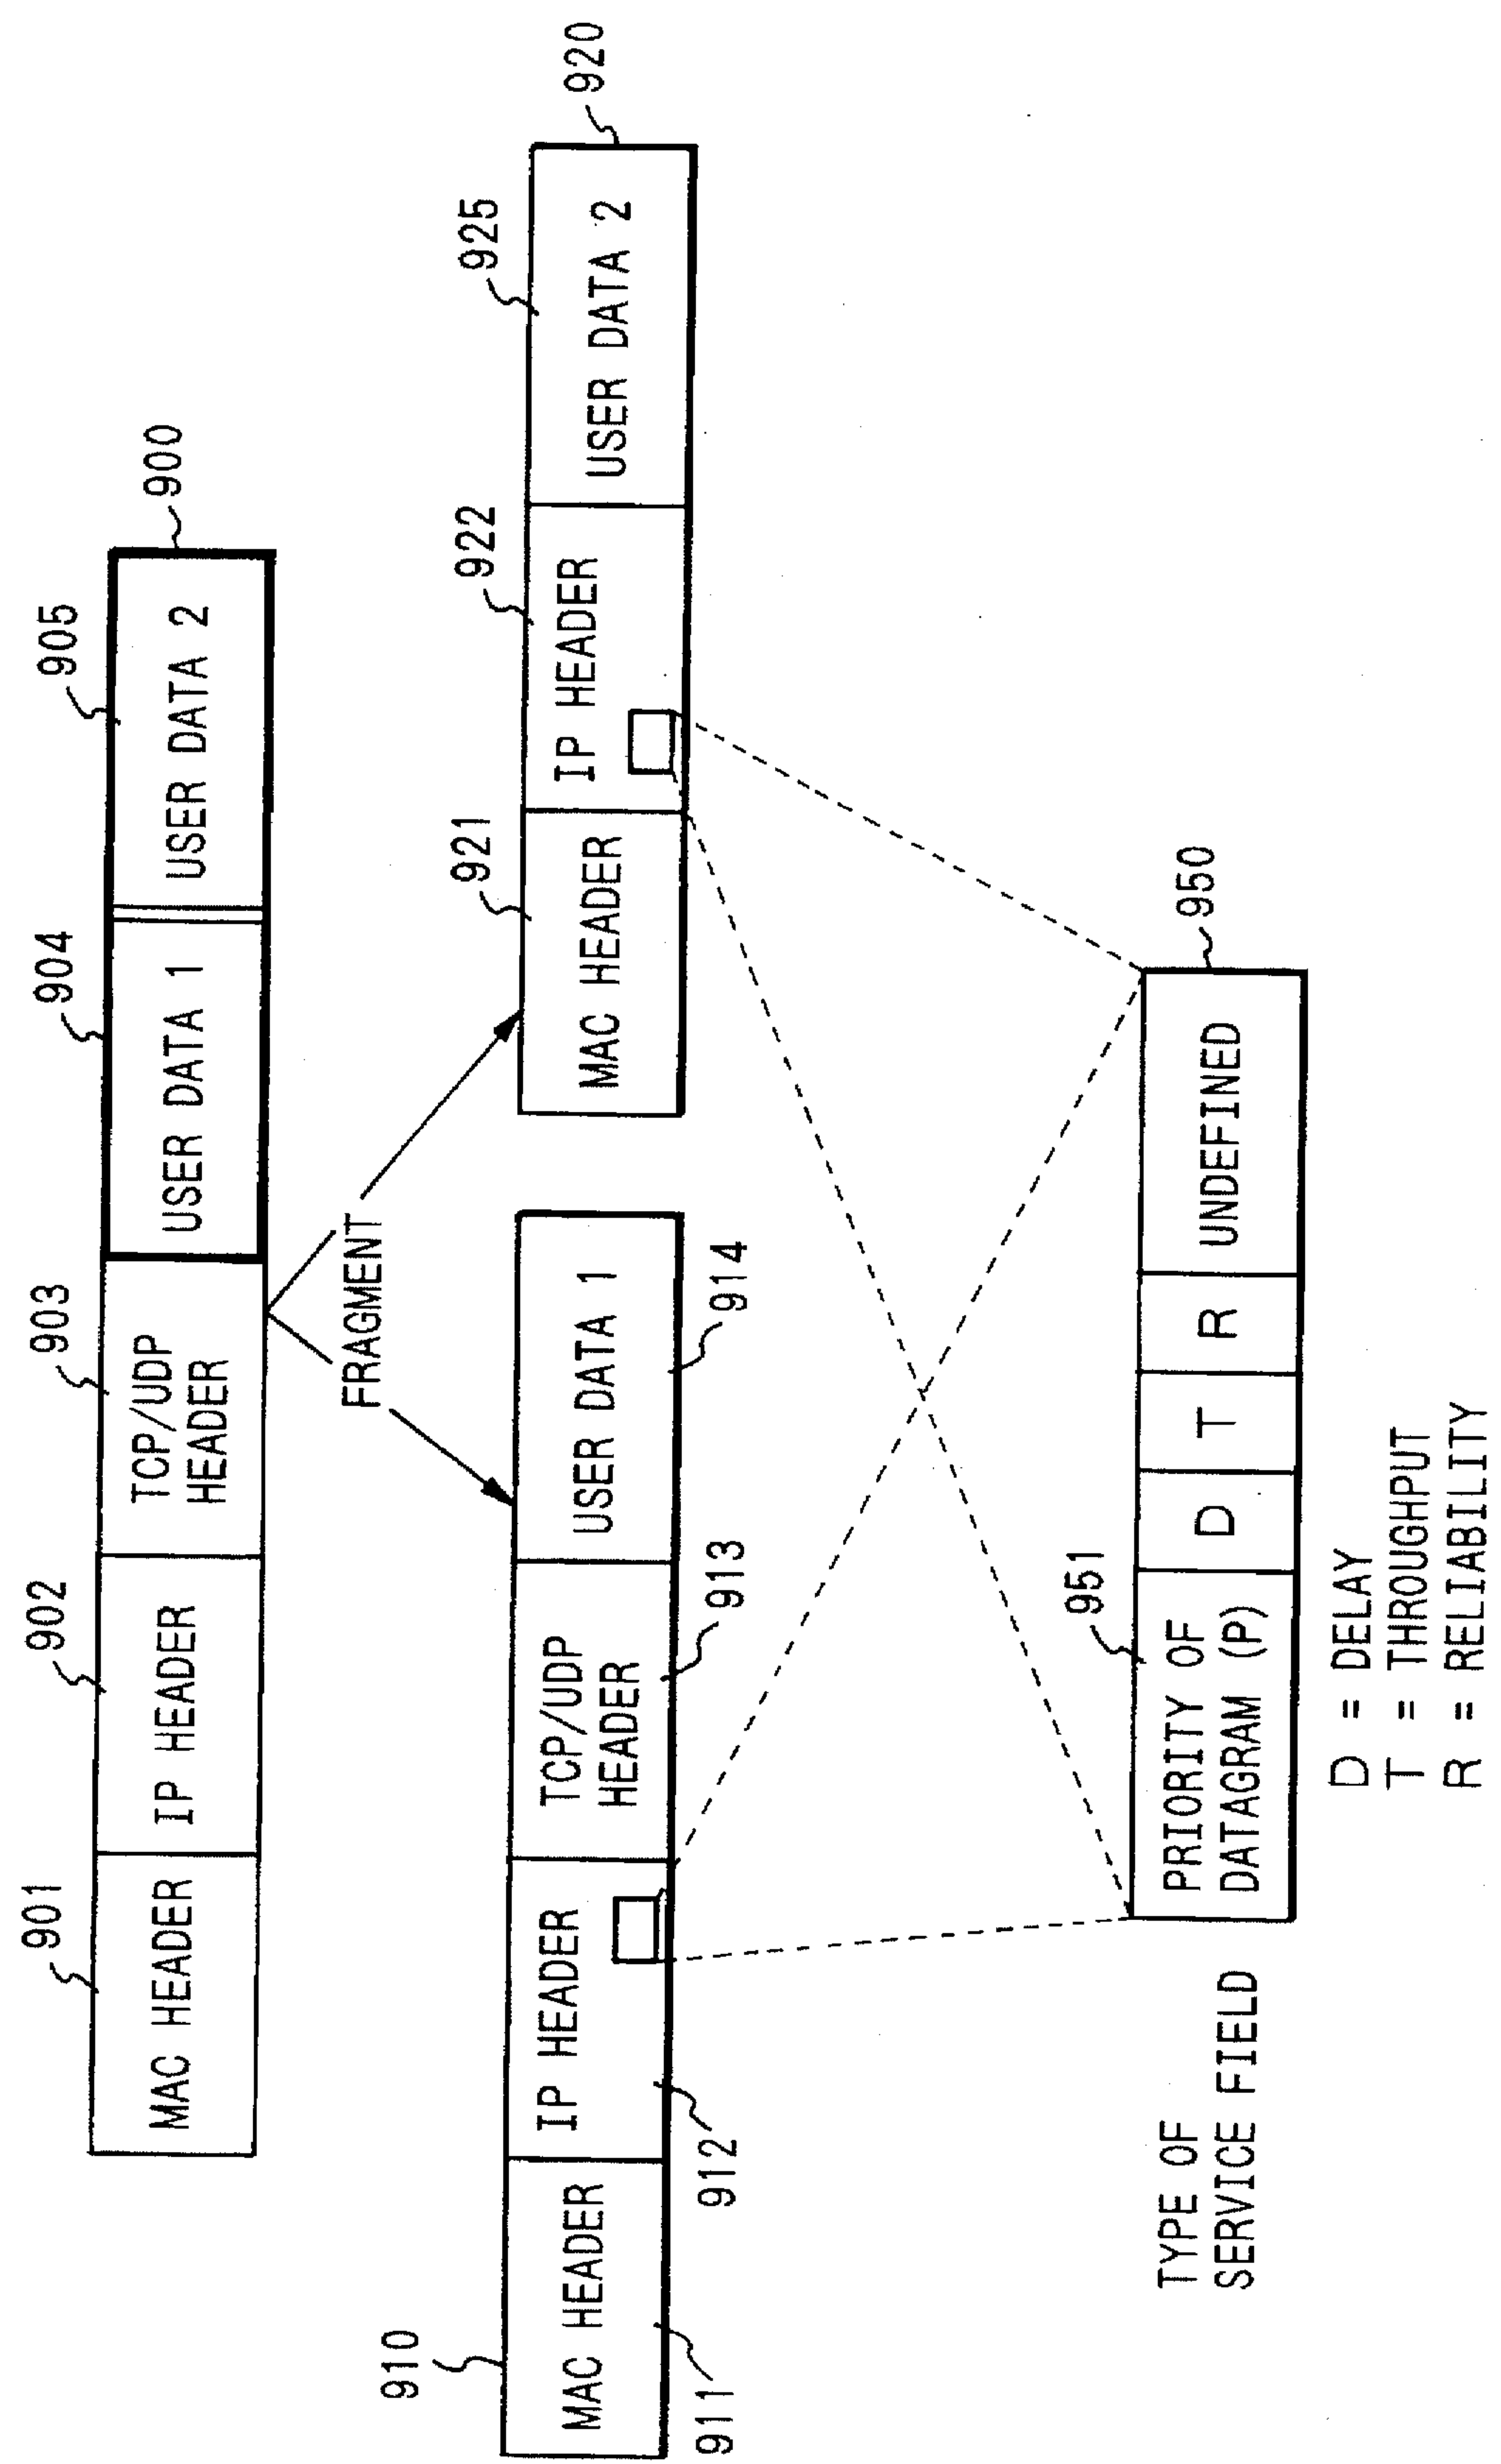 901
902
903
904
905
900
MAC HEADER
IP HEADER
TCP/UDP
HEADER
USER DATA 1
USER DATA 2
FRAGMENT
910
MAC HEADER
IP HEADER
TCP/UDP
HEADER
USER DATA 1
911
912
913
914
921
922
925
920
MAC HEADER
IP HEADER
USER DATA 2
TYPE OF
SERVICE FIELD
951
950
PRIORITY OF
DATAGRAM (P)
D
T
R
UNDEFINED
D = DELAY
T = THROUGHPUT
R = RELIABILITY